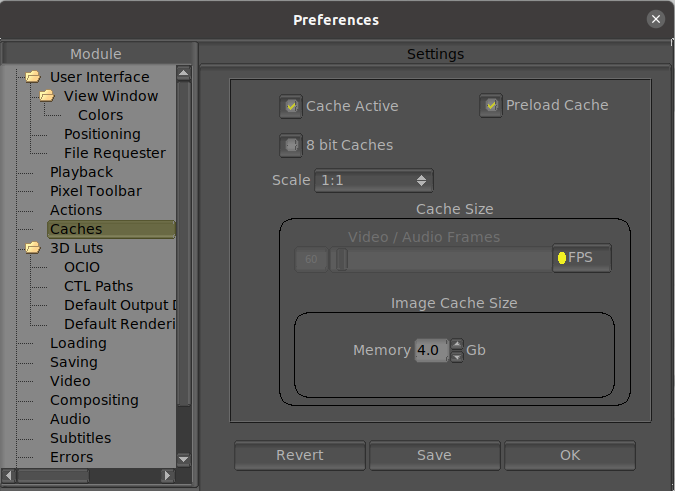 Preferences
Module
Settings
User Interface
View Window
Colors
Positioning
File Requester
Playback
Pixel Toolbar
Actions
Caches
3D Luts
OCIO
CTL Paths
Default Output D
Default Renderi
Loading
Saving
Video
Compositing
Audio
Subtitles
Errors
Cache Active
Preload Cache
8 bit Caches
Scale 1:1
Cache Size
Video / Audio Frames
60
FPS
Image Cache Size
Memory 4.0 Gb
Revert
Save
OK